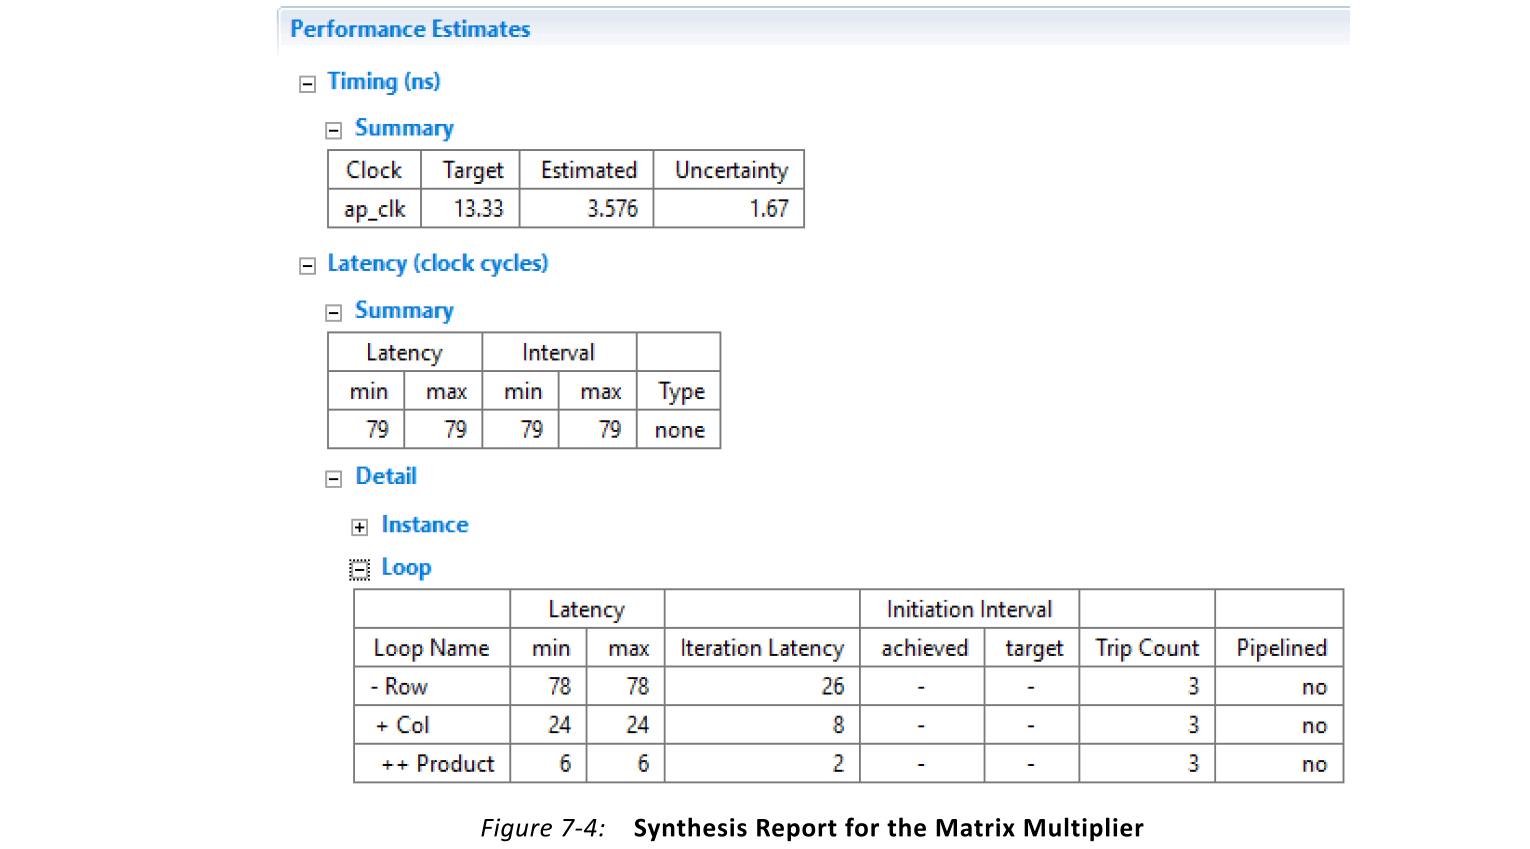 Performance Estimates
Timing (ns)
Summary
Clock Target Estimated Uncertainty
ap_clk 13.33 3.576 1.67
Latency (clock cycles)
Summary
Latency Interval
min max min max Type
79 79 79 79 none
Detail
Instance
Loop
Latency Initiation Interval
Loop Name min max Iteration Latency achieved target Trip Count Pipelined
- Row 78 78 26 - - 3 no
+ Col 24 24 8 - - 3 no
++ Product 6 6 2 - - 3 no
Figure 7-4: Synthesis Report for the Matrix Multiplier